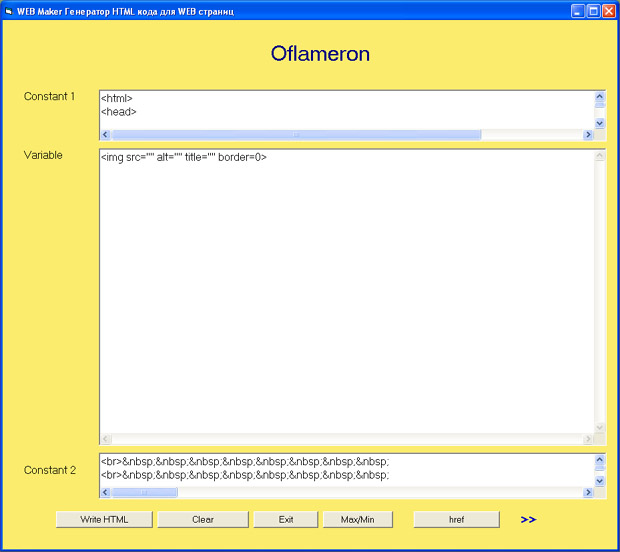 WEB Maker Генератор HTML кода для WEB страниц
Oflameron
Constant 1
<html>
<head>
Variable
<img src="" alt="" title="" border=0>
Constant 2
<br>&nbsp;&nbsp;&nbsp;&nbsp;&nbsp;&nbsp;&nbsp;&nbsp;
<br>&nbsp;&nbsp;&nbsp;&nbsp;&nbsp;&nbsp;&nbsp;&nbsp;
Write HTML Clear Exit Max/Min href >>